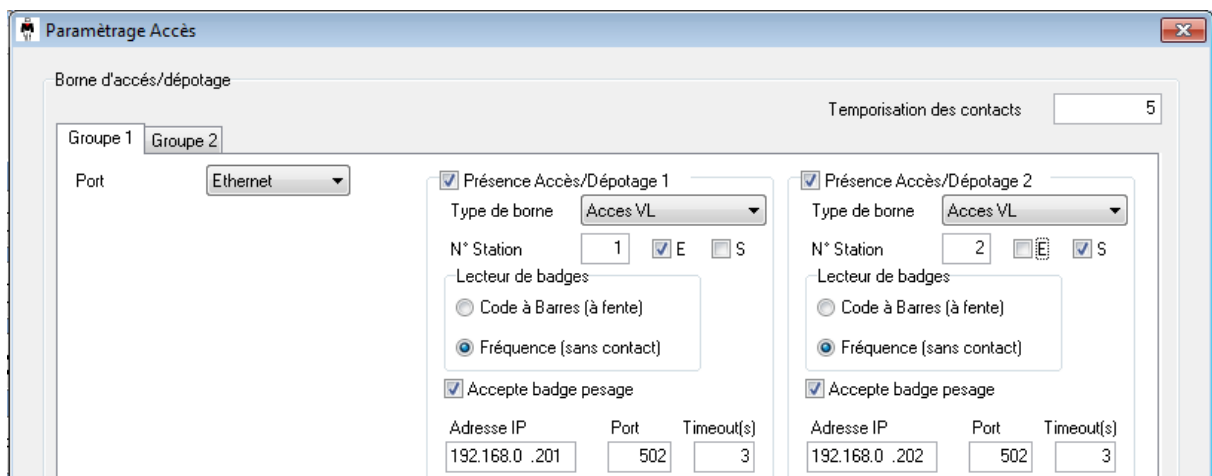 Paramètrage Accès
Borne d'accés/dépotage
Temporisation des contacts 5
Groupe 1 Groupe 2
Port Ethernet
Présence Accès/Dépotage 1
Type de borne Acces VL
N° Station 1 E S
Lecteur de badges
Code à Barres (à fente)
Fréquence (sans contact)
Accepte badge pesage
Adresse IP Port Timeout(s)
192.168.0 .201 502 3
Présence Accès/Dépotage 2
Type de borne Acces VL
N° Station 2 E S
Lecteur de badges
Code à Barres (à fente)
Fréquence (sans contact)
Accepte badge pesage
Adresse IP Port Timeout(s)
192.168.0 .202 502 3